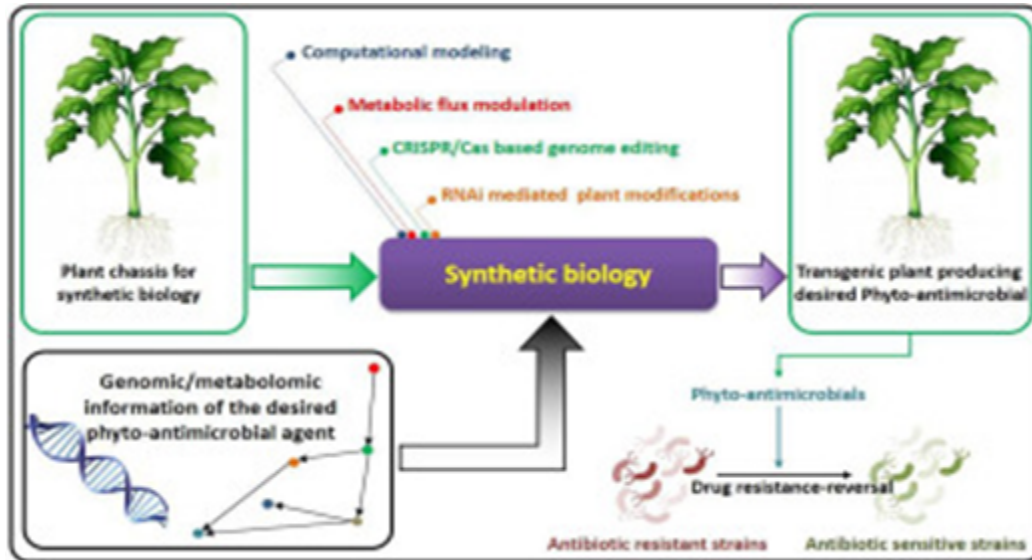 Computational modeling
Metabolic flux modulation
CRISPR/Cas based genome editing
RNAi mediated plant modifications
Plant chassis for
synthetic biology
Synthetic biology
Transgenic plant producing
desired Phyto-antimicrobial
Genomic/metabolomic
information of the desired
phyto-antimicrobial agent
Phyto-antimicrobials
Drug resistance-reversal
Antibiotic resistant strains
Antibiotic sensitive strains